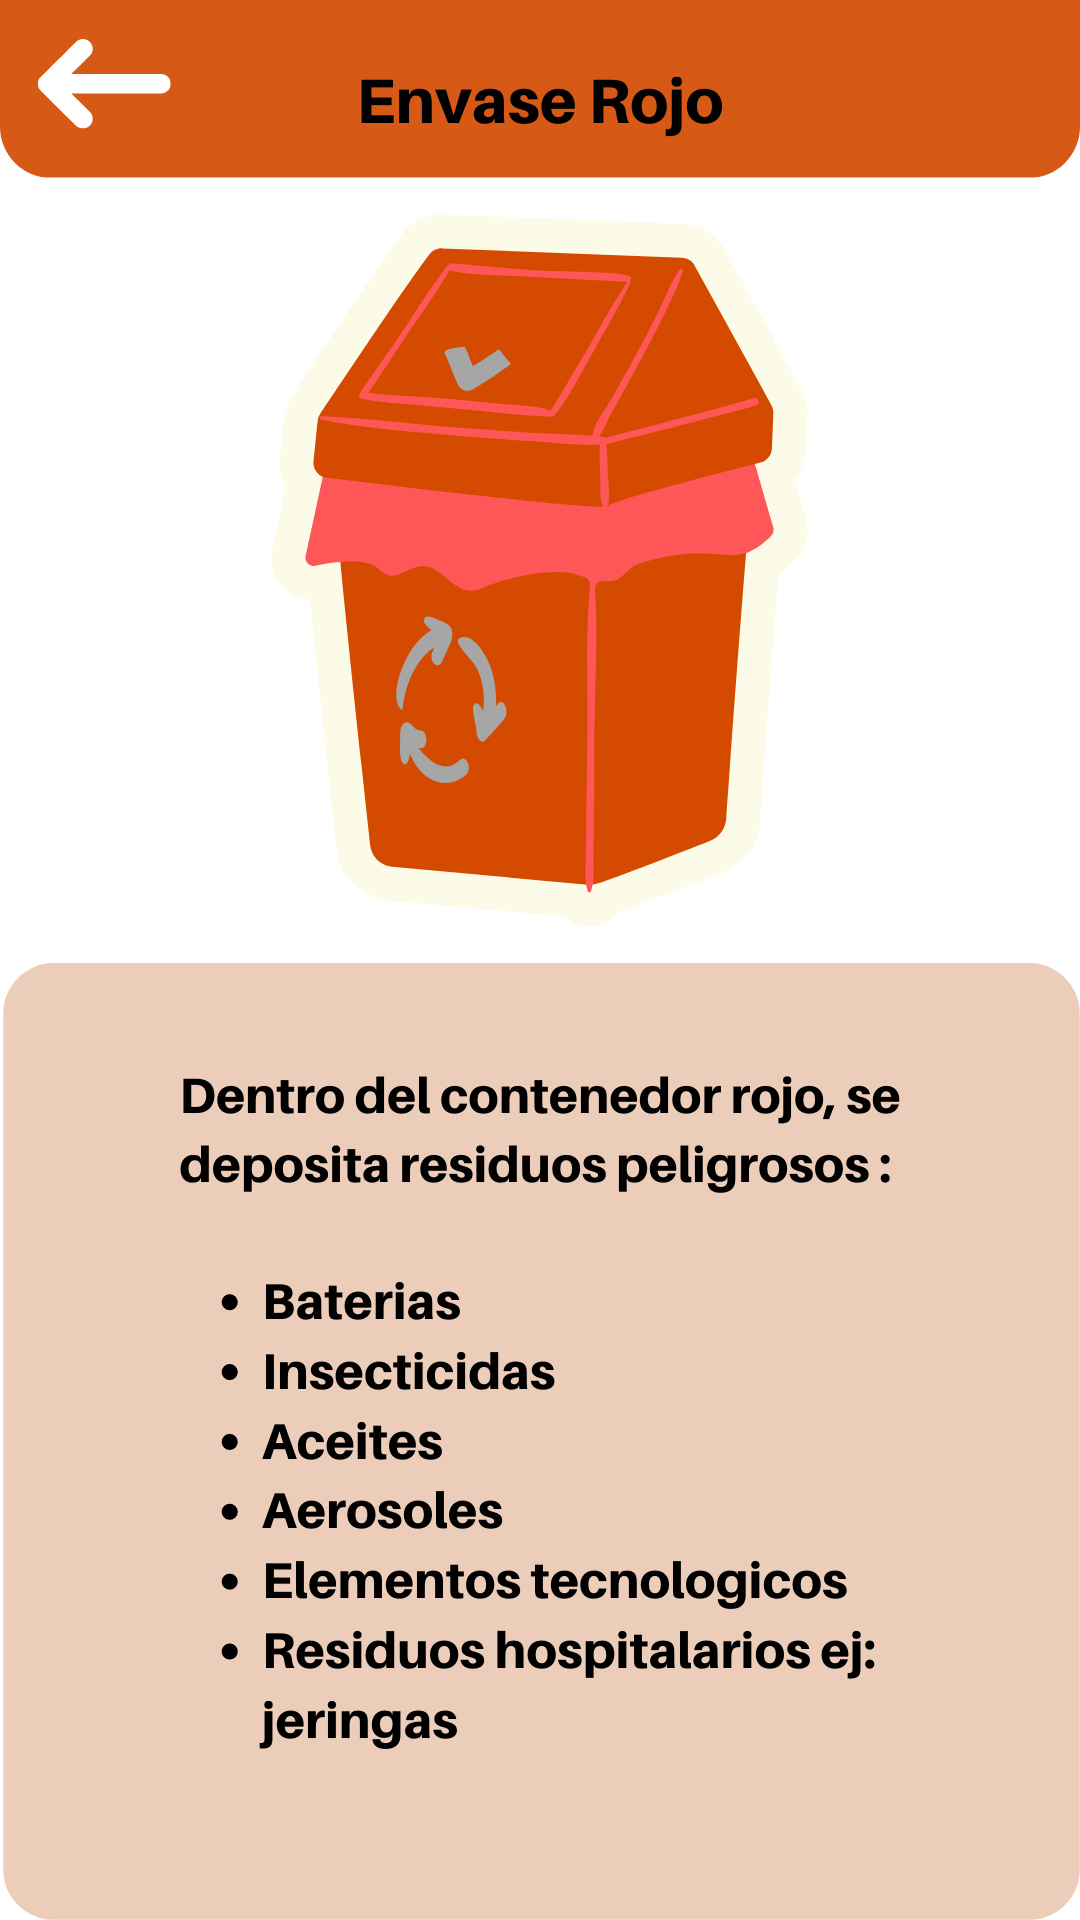 Envase Rojo
Dentro del contenedor rojo, se
deposita residuos peligrosos :
• Baterias
• Insecticidas
• Aceites
• Aerosoles
• Elementos tecnologicos
• Residuos hospitalarios ej:
jeringas